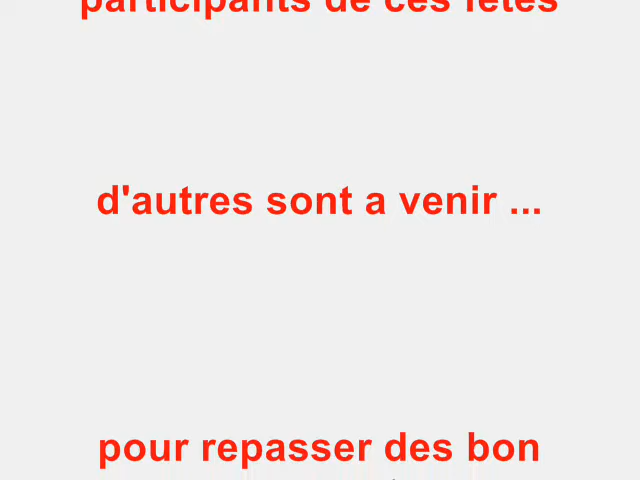 participants de ces fêtes
d'autres sont a venir ...
pour repasser des bon